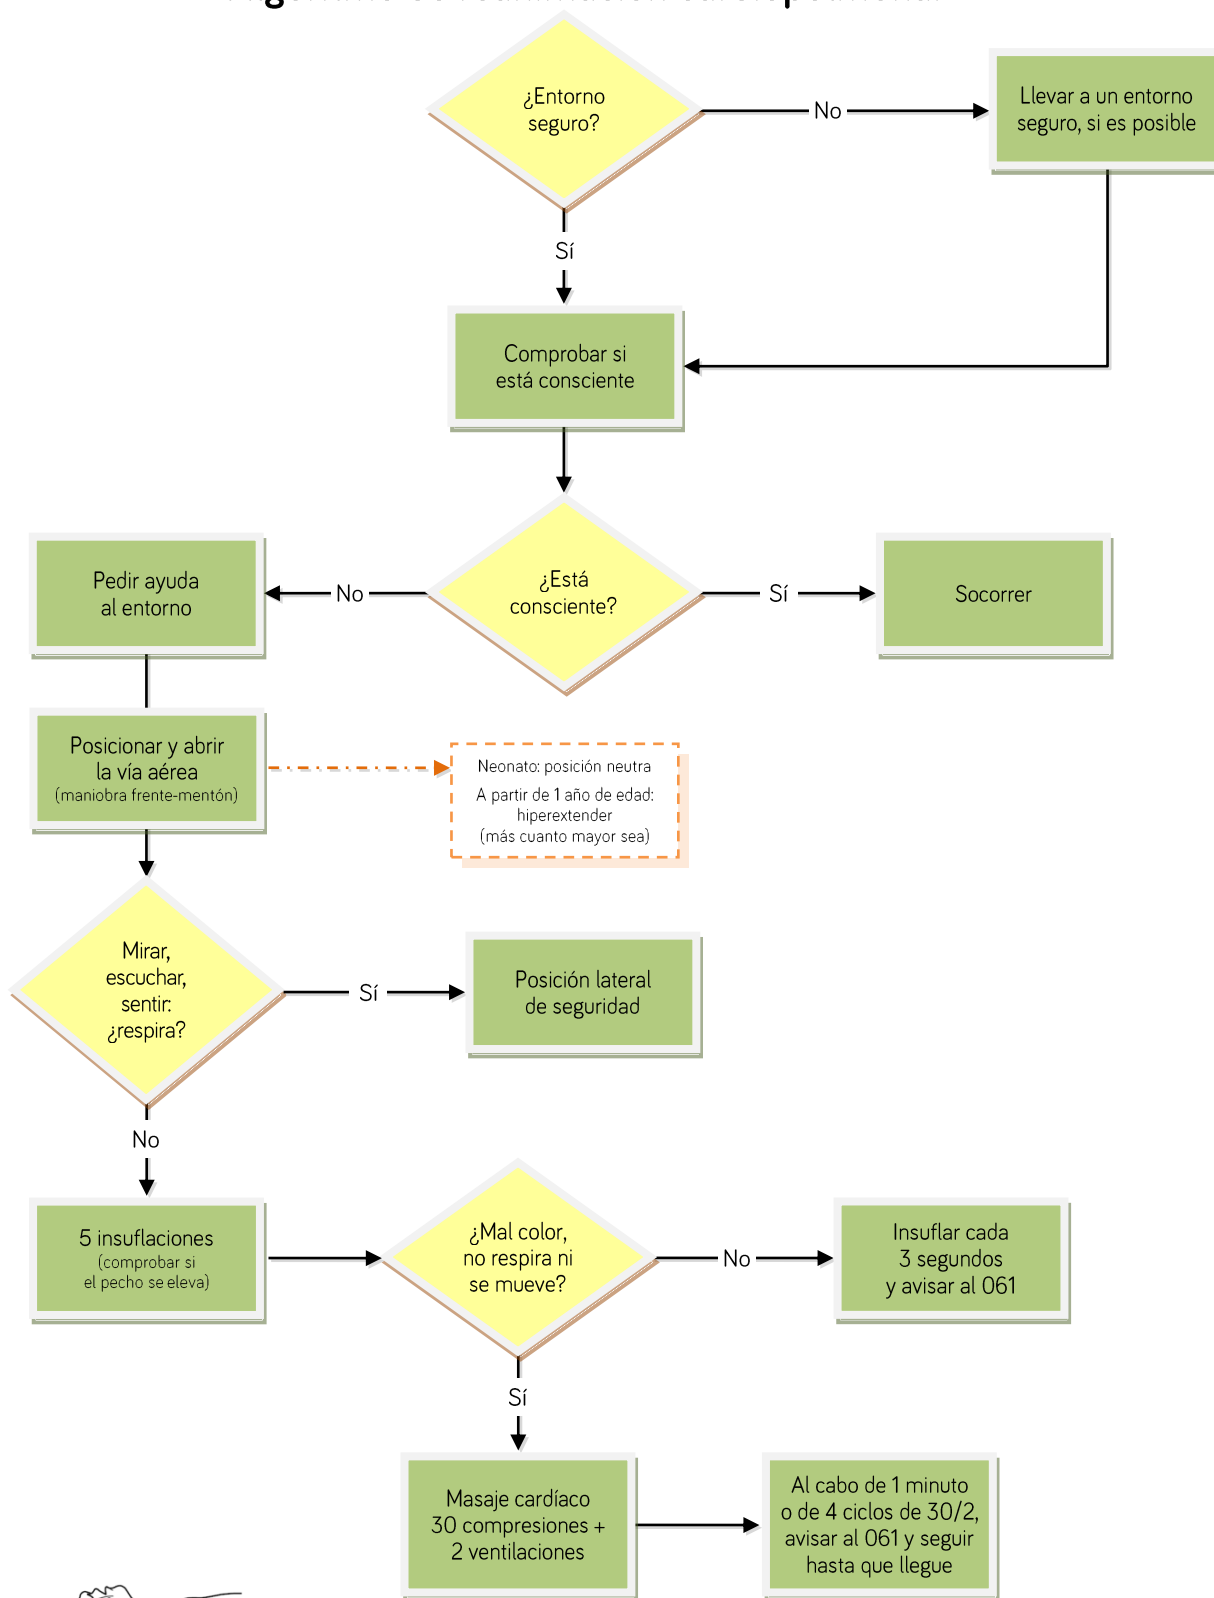 Algoritmo de reanimación cardiopulmonar
¿Entorno
seguro?
No
Llevar a un entorno
seguro, si es posible
Sí
Comprobar si
está consciente
Pedir ayuda
al entorno
No
¿Está
consciente?
Sí
Socorrer
Posicionar y abrir
la vía aérea
(maniobra frente-mentón)
Neonato: posición neutra
A partir de 1 año de edad:
hiperextender
(más cuanto mayor sea)
Mirar,
escuchar,
sentir:
¿respira?
Sí
Posición lateral
de seguridad
No
5 insuflaciones
(comprobar si
el pecho se eleva)
¿Mal color,
no respira ni
se mueve?
No
Insuflar cada
3 segundos
y avisar al 061
Sí
Masaje cardíaco
30 compresiones +
2 ventilaciones
Al cabo de 1 minuto
o de 4 ciclos de 30/2,
avisar al 061 y seguir
hasta que llegue